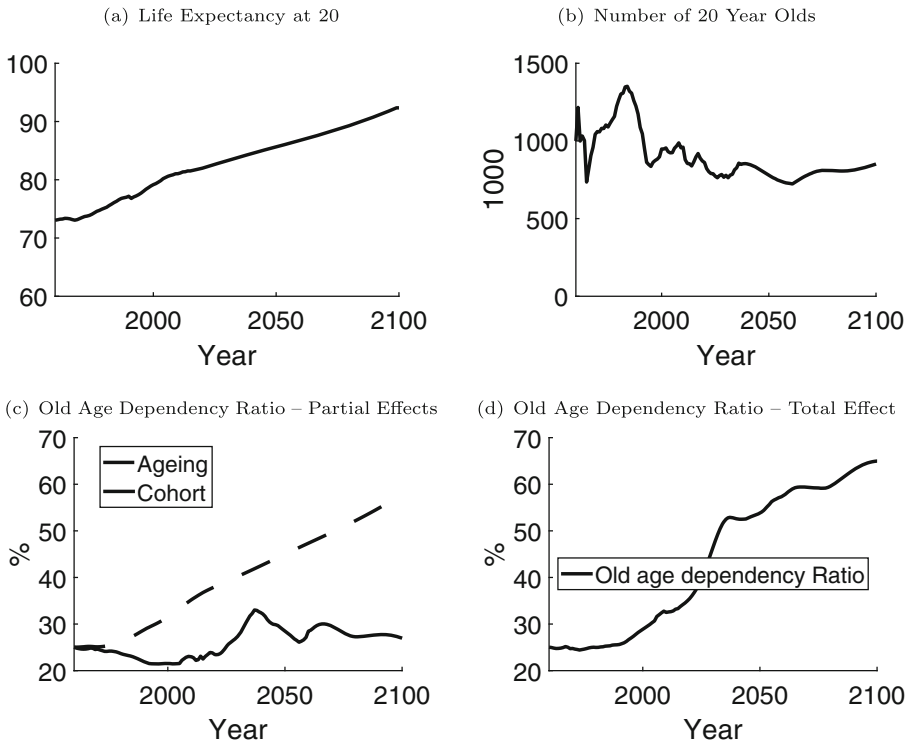 (a) Life Expectancy at 20
100
90
80
70
60
2000 2050 2100
Year
(b) Number of 20 Year Olds
1500
1000
500
0
1000
2000 2050 2100
Year
(c) Old Age Dependency Ratio – Partial Effects
70
60
50
40
30
20
%
Ageing
Cohort
2000 2050 2100
Year
(d) Old Age Dependency Ratio – Total Effect
70
60
50
40
30
20
%
Old age dependency Ratio
2000 2050 2100
Year